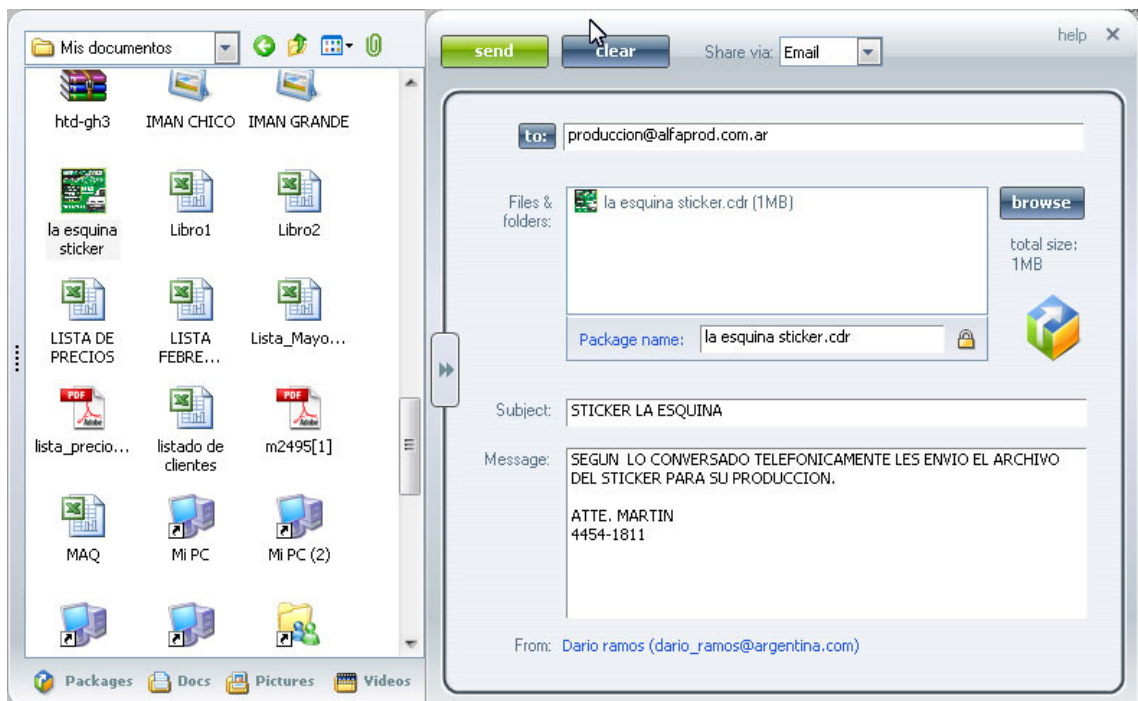 Mis documentos
htd-gh3
IMAN CHICO
IMAN GRANDE
la esquina
sticker
Libro1
Libro2
LISTA DE
PRECIOS
LISTA
FEBRE...
Lista_Mayo...
PDF
Adobe
lista_precio...
listado de
clientes
PDF
Adobe
m2495[1]
MAQ
Mi PC
Mi PC (2)
Packages
Docs
Pictures
Videos
send
clear
Share via:
Email
help
to:
produccion@alfaprod.com.ar
Files &
folders:
la esquina sticker.cdr (1MB)
browse
total size:
1MB
Package name:
la esquina sticker.cdr
Subject:
STICKER LA ESQUINA
Message:
SEGUN LO CONVERSADO TELEFONICAMENTE LES ENVIO EL ARCHIVO
DEL STICKER PARA SU PRODUCCION.
ATTE. MARTIN
4454-1811
From:
Dario ramos (dario_ramos@argentina.com)